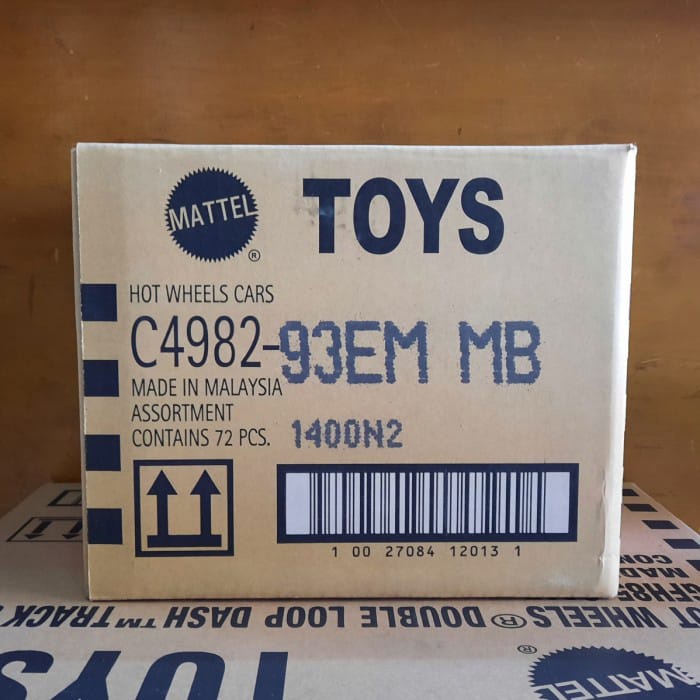 MATTEL
®
TOYS
HOT WHEELS CARS
C4982-93EM MB
MADE IN MALAYSIA
ASSORTMENT
CONTAINS 72 PCS.
1400N2
1 00 27084 12013 1
HOT WHEELS® DOUBLE LOOP DASH™ TRACK
TOYS
MATTEL
®